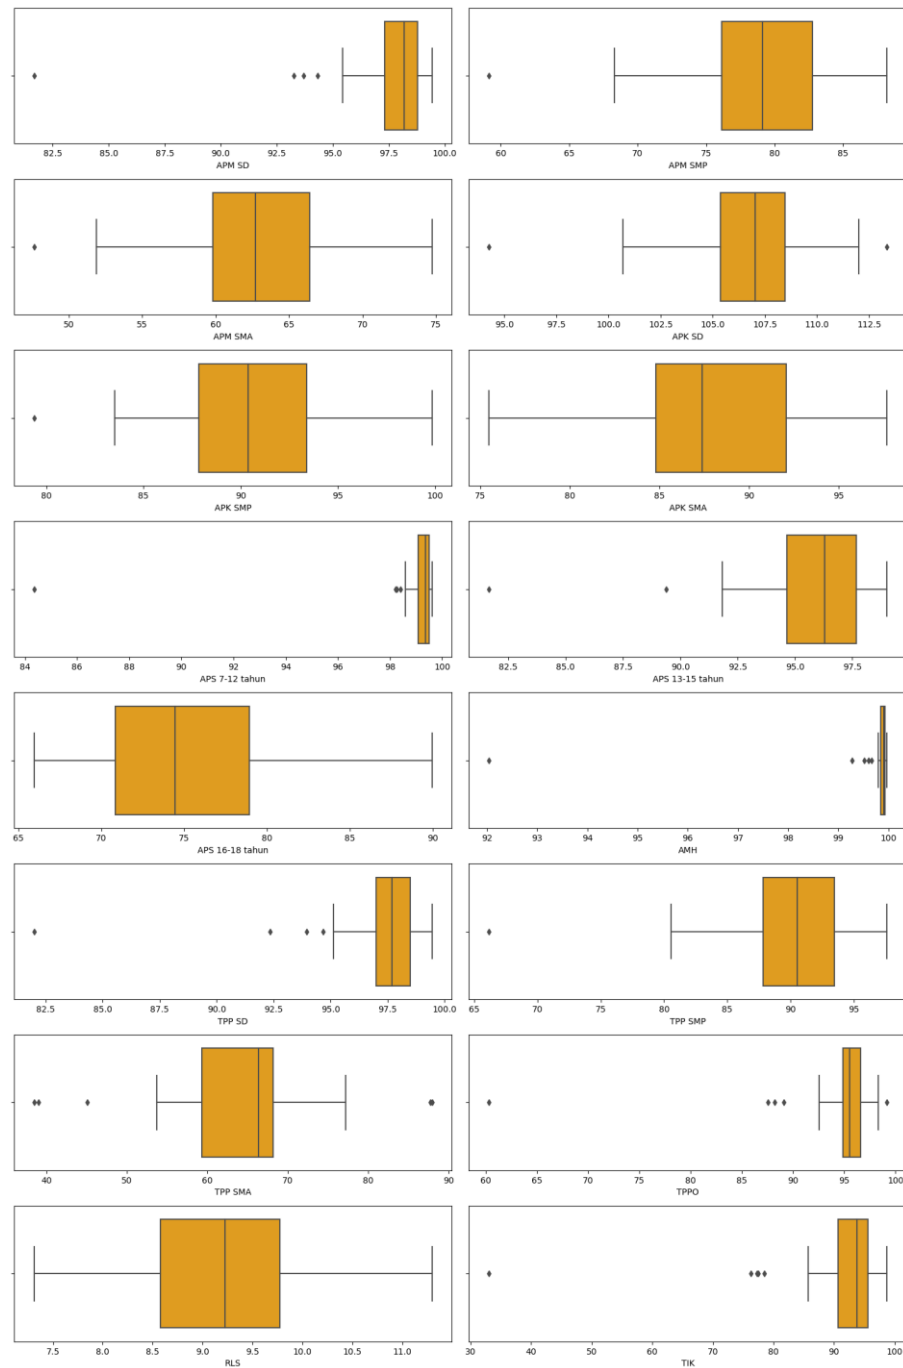 82.5 85.0 87.5 90.0 92.5 95.0 97.5 100.0
APM SD
60 65 70 75 80 85
APM SMP
50 55 60 65 70 75
APM SMA
95.0 97.5 100.0 102.5 105.0 107.5 110.0 112.5
APK SD
80 85 90 95 100
APK SMP
75 80 85 90 95
APK SMA
84 86 88 90 92 94 96 98 100
APS 7-12 tahun
82.5 85.0 87.5 90.0 92.5 95.0 97.5
APS 13-15 tahun
65 70 75 80 85 90
APS 16-18 tahun
92 93 94 95 96 97 98 99 100
AMH
82.5 85.0 87.5 90.0 92.5 95.0 97.5 100.0
TPP SD
65 70 75 80 85 90 95
TPP SMP
40 50 60 70 80 90
TPP SMA
60 65 70 75 80 85 90 95 100
TPPO
7.5 8.0 8.5 9.0 9.5 10.0 10.5 11.0
RLS
30 40 50 60 70 80 90 100
TIK